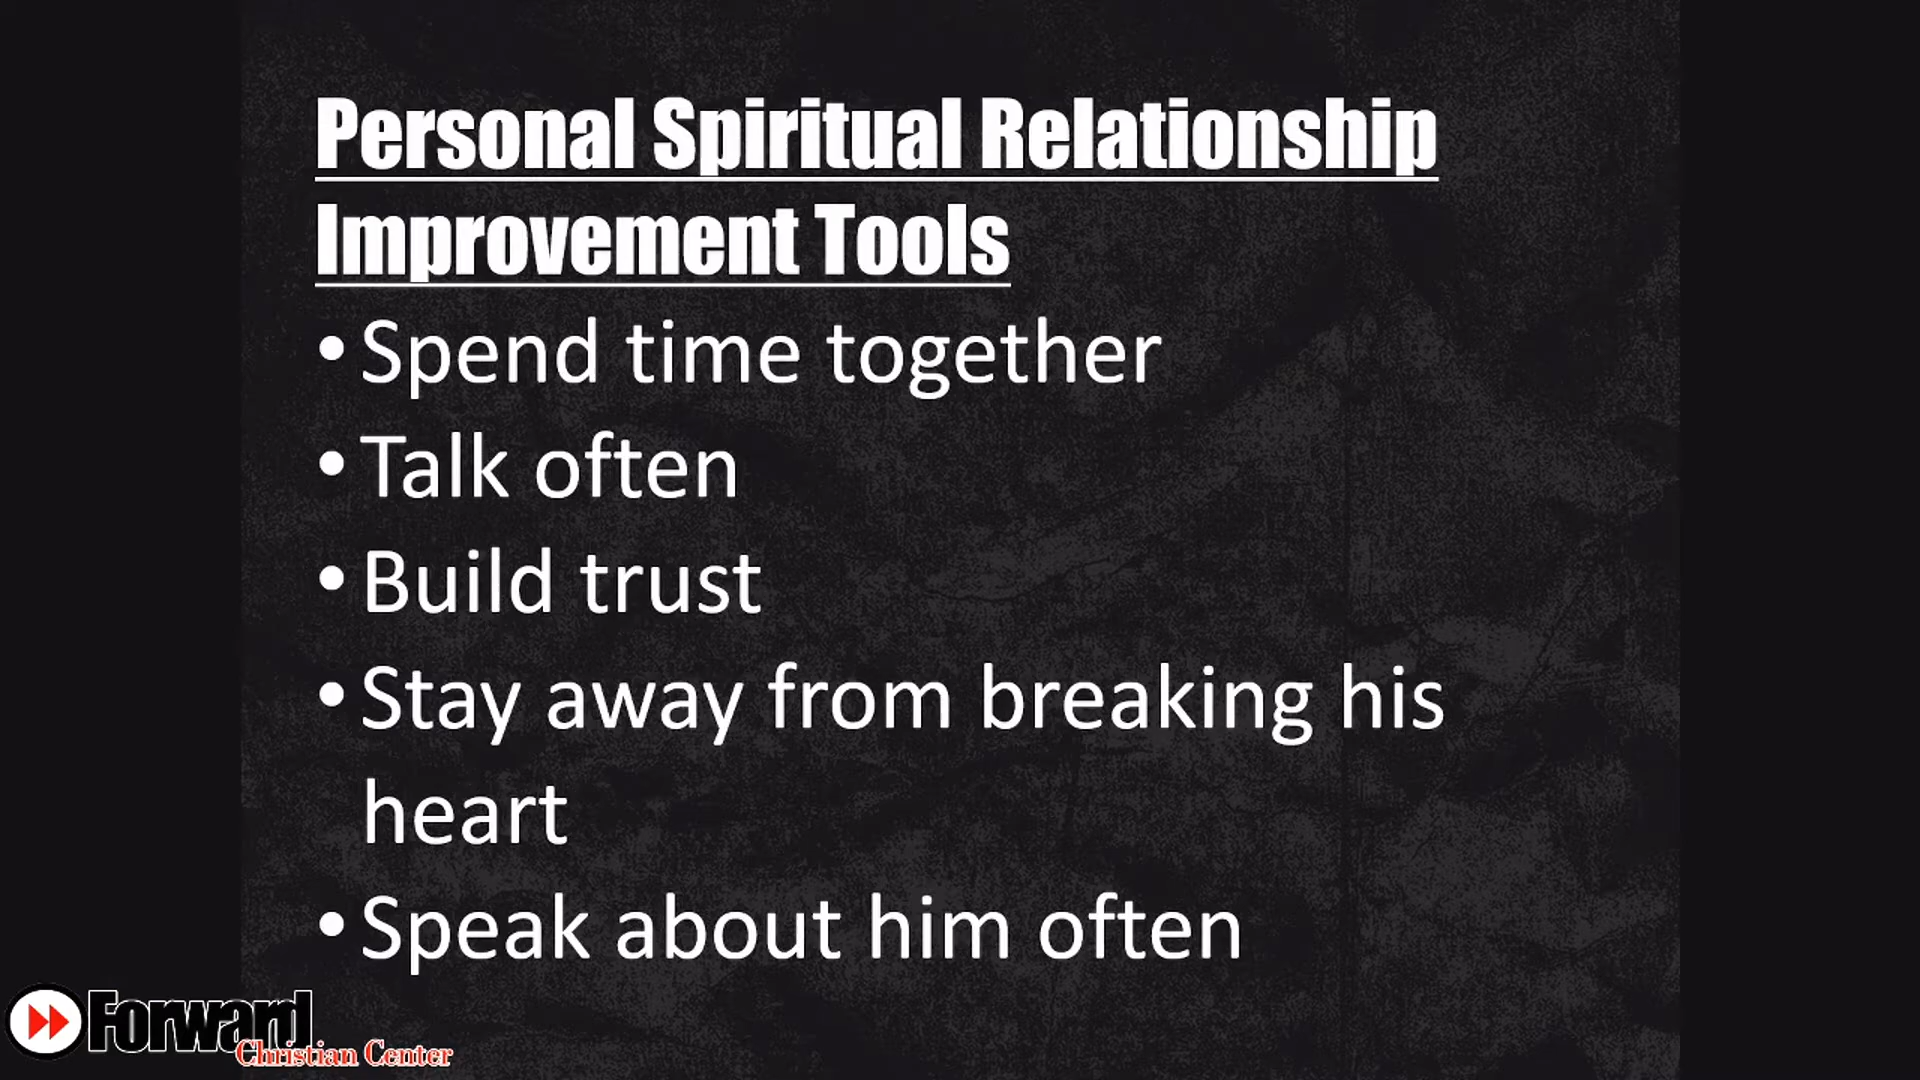 Personal Spiritual Relationship
Improvement Tools
• Spend time together
• Talk often
• Build trust
• Stay away from breaking his
heart
• Speak about him often
Forward
Christian Center